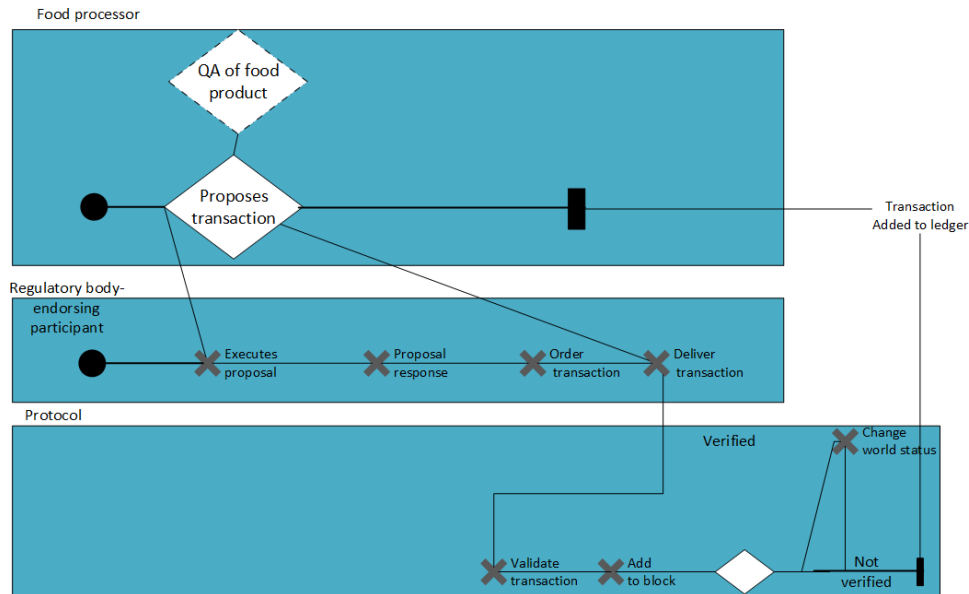 Food processor
QA of food
product
Proposes
transaction
Transaction
Added to ledger
Regulatory body-
endorsing
participant
Executes
proposal
Proposal
response
Order
transaction
Deliver
transaction
Protocol
Verified
Change
world status
Validate
transaction
Add
to block
Not
verified